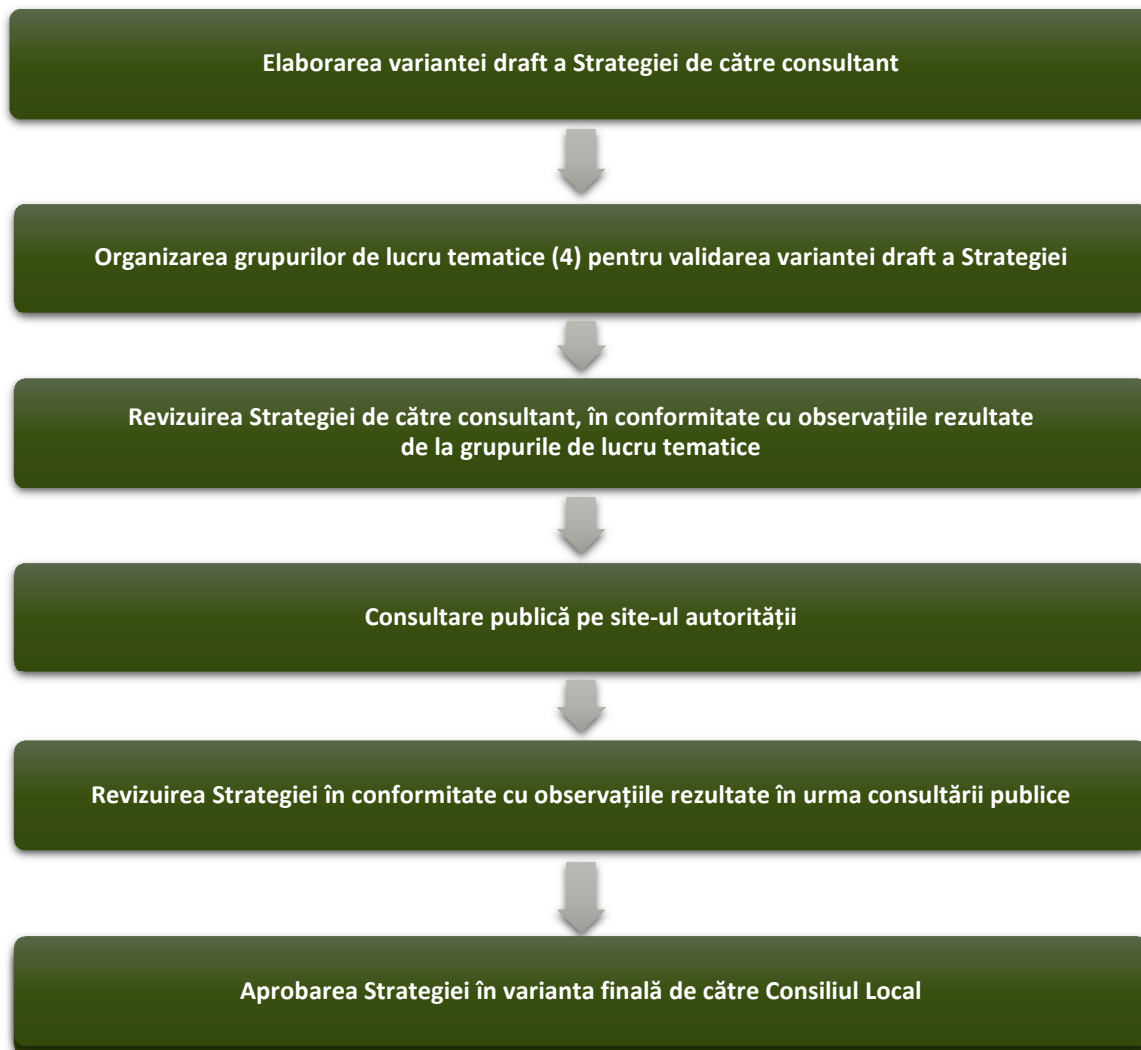 Elaborarea variantei draft a Strategiei de către consultant
Organizarea grupurilor de lucru tematice (4) pentru validarea variantei draft a Strategiei
Revizuirea Strategiei de către consultant, în conformitate cu observațiile rezultate
de la grupurile de lucru tematice
Consultare publică pe site-ul autorității
Revizuirea Strategiei în conformitate cu observațiile rezultate în urma consultării publice
Aprobarea Strategiei în varianta finală de către Consiliul Local